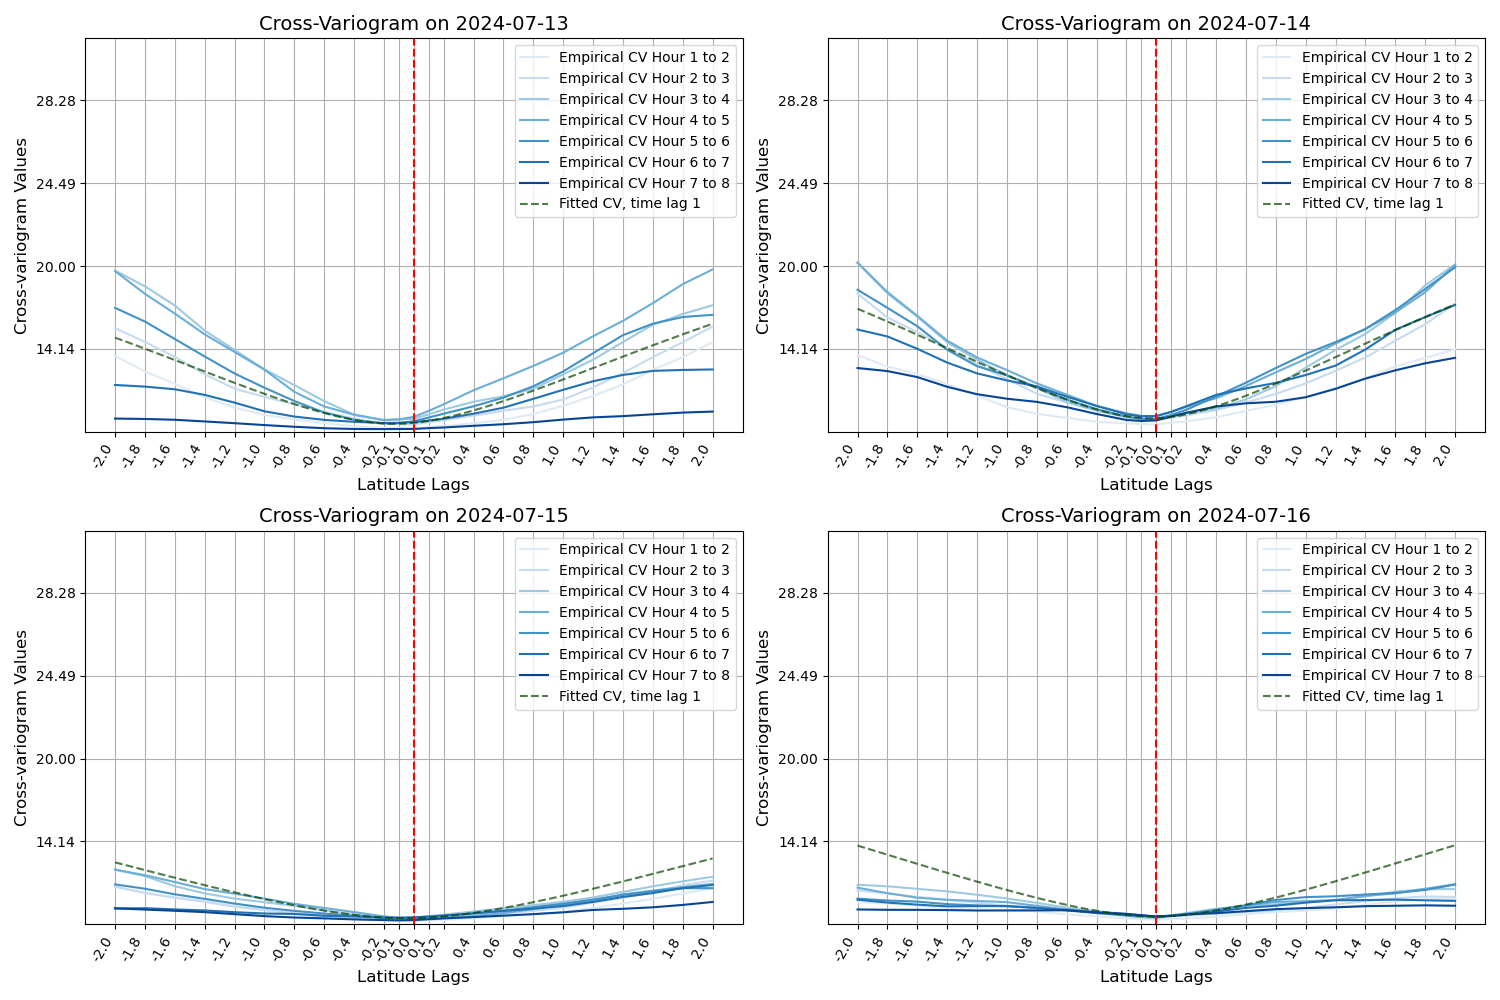 Cross-Variogram on 2024-07-13
Cross-variogram Values
28.28
24.49
20.00
14.14
Empirical CV Hour 1 to 2
Empirical CV Hour 2 to 3
Empirical CV Hour 3 to 4
Empirical CV Hour 4 to 5
Empirical CV Hour 5 to 6
Empirical CV Hour 6 to 7
Empirical CV Hour 7 to 8
Fitted CV, time lag 1
-2.0 -1.8 -1.6 -1.4 -1.2 -1.0 -0.8 -0.6 -0.4 -0.2 -0.1 0.0 0.1 0.2 0.4 0.6 0.8 1.0 1.2 1.4 1.6 1.8 2.0
Latitude Lags
Cross-Variogram on 2024-07-14
Cross-variogram Values
28.28
24.49
20.00
14.14
Empirical CV Hour 1 to 2
Empirical CV Hour 2 to 3
Empirical CV Hour 3 to 4
Empirical CV Hour 4 to 5
Empirical CV Hour 5 to 6
Empirical CV Hour 6 to 7
Empirical CV Hour 7 to 8
Fitted CV, time lag 1
-2.0 -1.8 -1.6 -1.4 -1.2 -1.0 -0.8 -0.6 -0.4 -0.2 -0.1 0.0 0.1 0.2 0.4 0.6 0.8 1.0 1.2 1.4 1.6 1.8 2.0
Latitude Lags
Cross-Variogram on 2024-07-15
Cross-variogram Values
28.28
24.49
20.00
14.14
Empirical CV Hour 1 to 2
Empirical CV Hour 2 to 3
Empirical CV Hour 3 to 4
Empirical CV Hour 4 to 5
Empirical CV Hour 5 to 6
Empirical CV Hour 6 to 7
Empirical CV Hour 7 to 8
Fitted CV, time lag 1
-2.0 -1.8 -1.6 -1.4 -1.2 -1.0 -0.8 -0.6 -0.4 -0.2 -0.1 0.0 0.1 0.2 0.4 0.6 0.8 1.0 1.2 1.4 1.6 1.8 2.0
Latitude Lags
Cross-Variogram on 2024-07-16
Cross-variogram Values
28.28
24.49
20.00
14.14
Empirical CV Hour 1 to 2
Empirical CV Hour 2 to 3
Empirical CV Hour 3 to 4
Empirical CV Hour 4 to 5
Empirical CV Hour 5 to 6
Empirical CV Hour 6 to 7
Empirical CV Hour 7 to 8
Fitted CV, time lag 1
-2.0 -1.8 -1.6 -1.4 -1.2 -1.0 -0.8 -0.6 -0.4 -0.2 -0.1 0.0 0.1 0.2 0.4 0.6 0.8 1.0 1.2 1.4 1.6 1.8 2.0
Latitude Lags